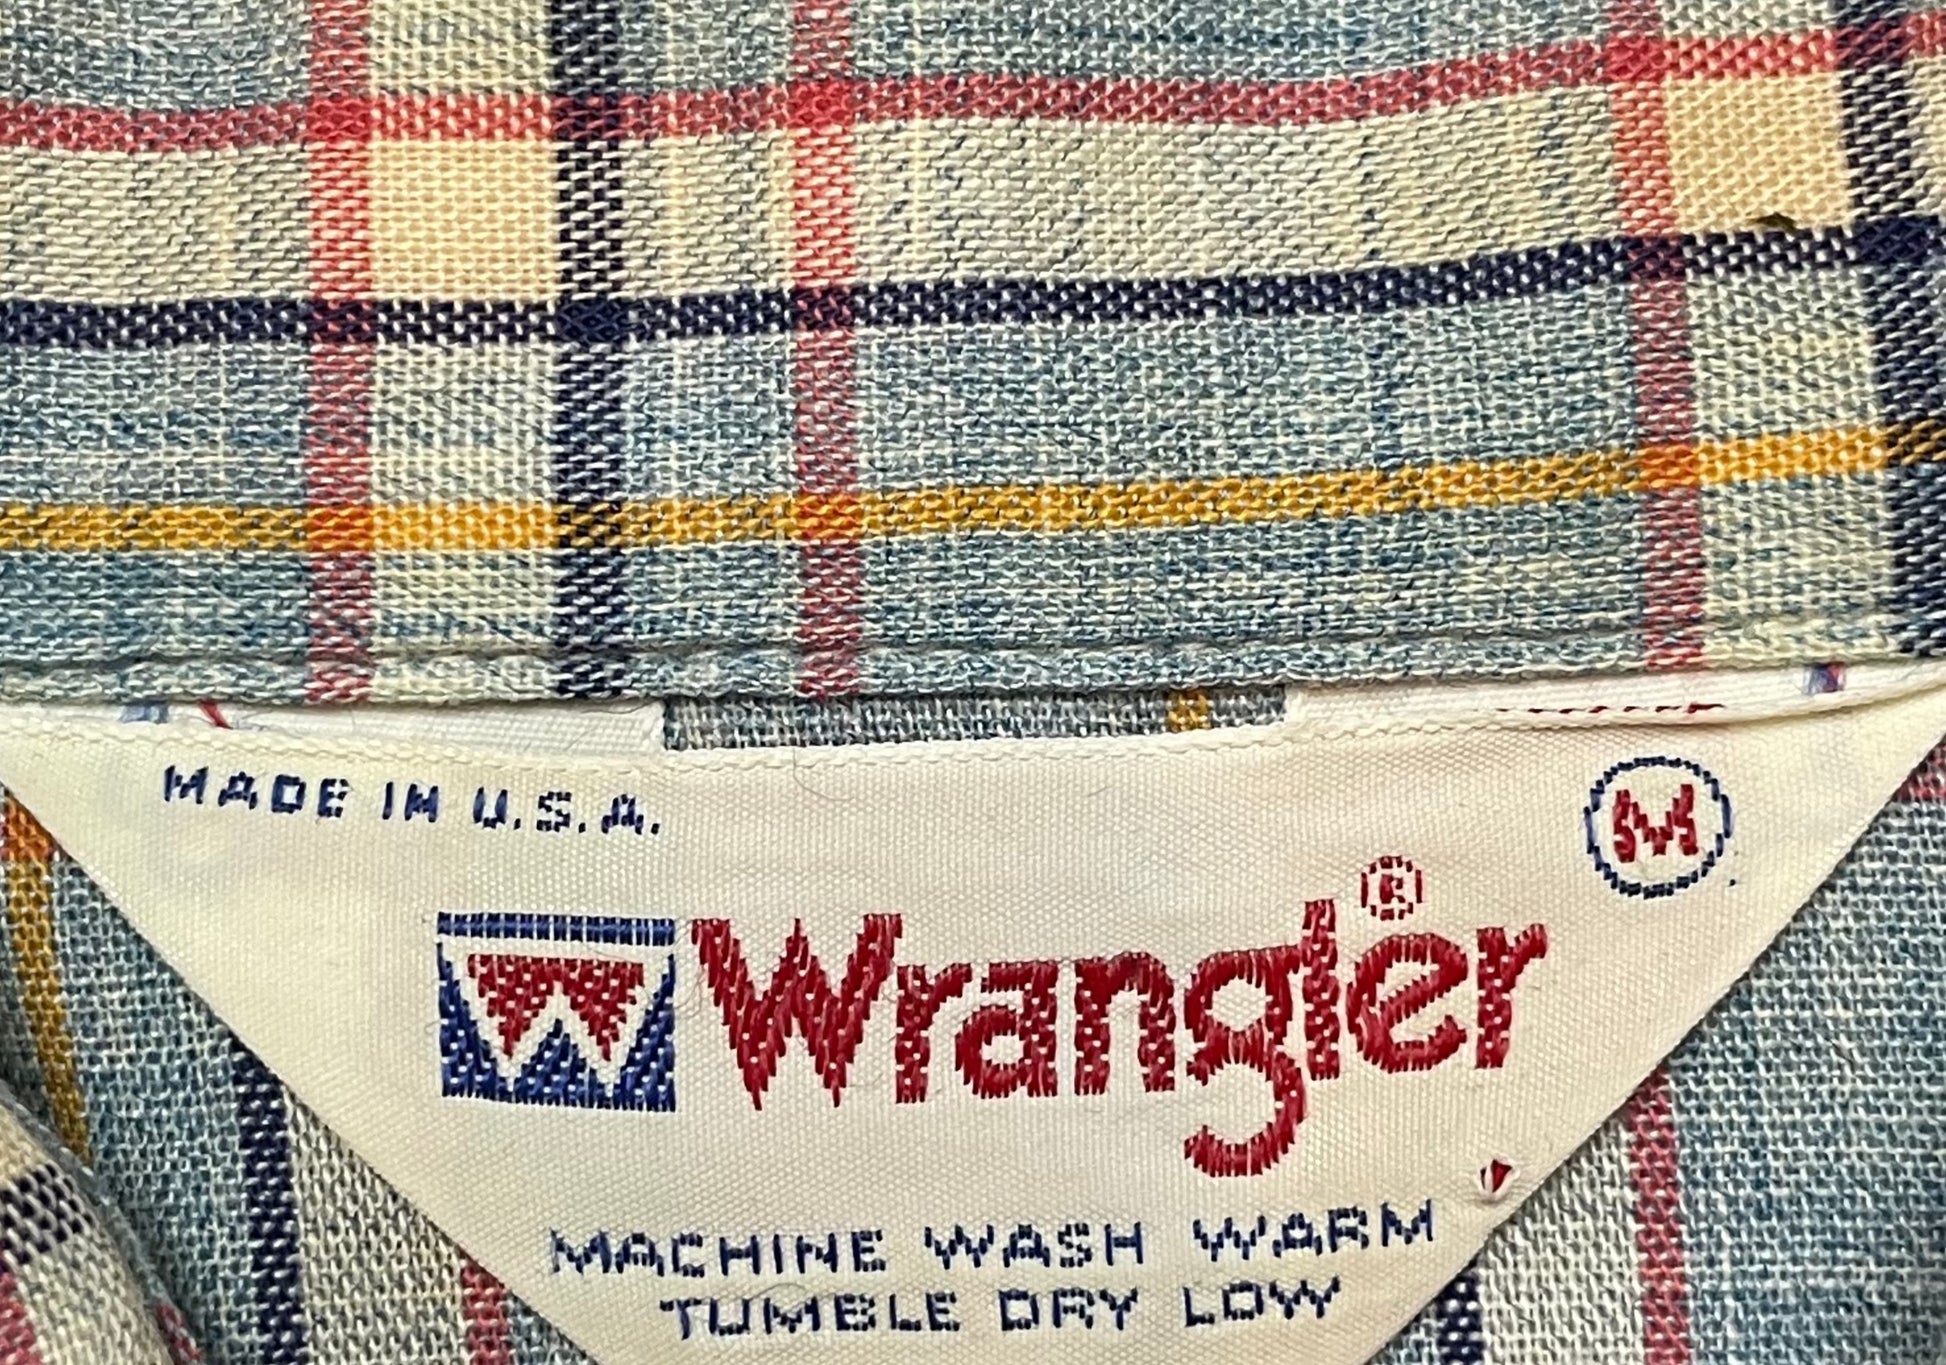 MADE IN U.S.A.
M
W Wrangler®
MACHINE WASH WARM
TUMBLE DRY LOW